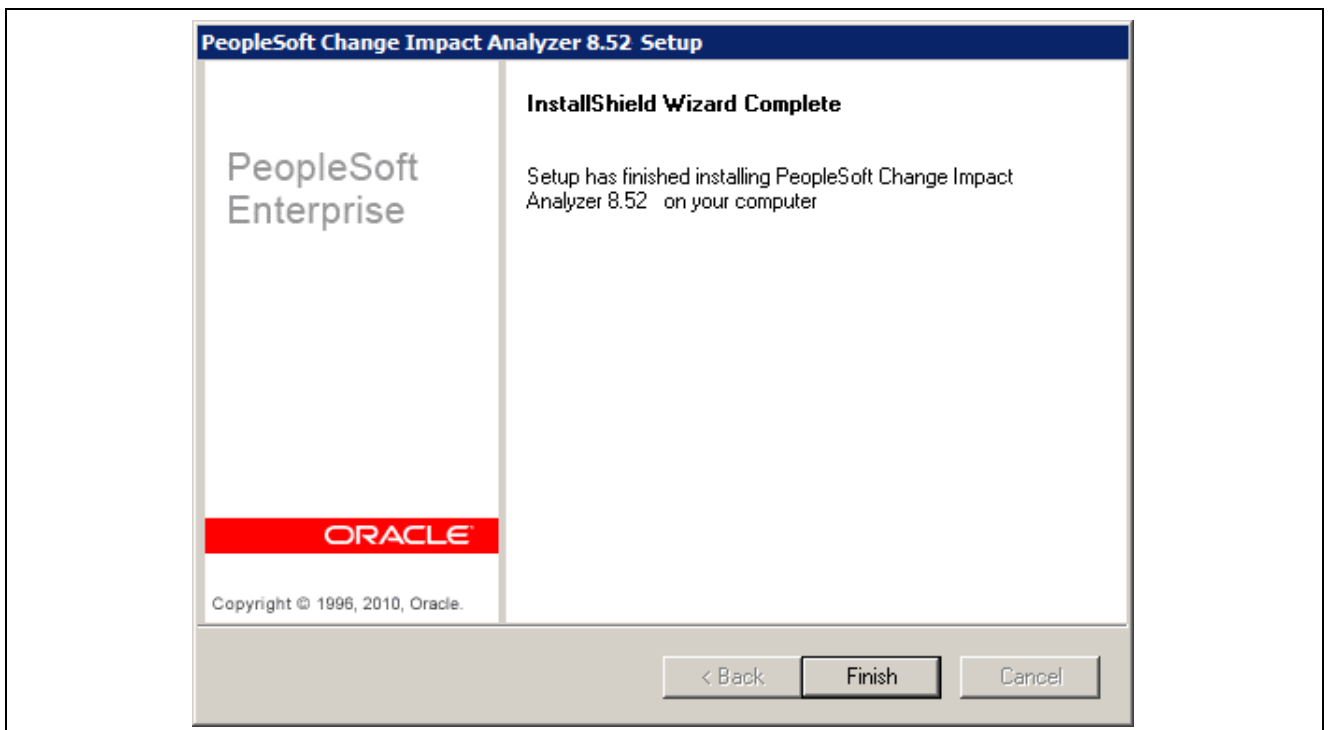 PeopleSoft Change Impact Analyzer 8.52 Setup
PeopleSoft
Enterprise
ORACLE
Copyright © 1996, 2010, Oracle.
InstallShield Wizard Complete
Setup has finished installing PeopleSoft Change Impact
Analyzer 8.52   on your computer
< Back
Finish
Cancel